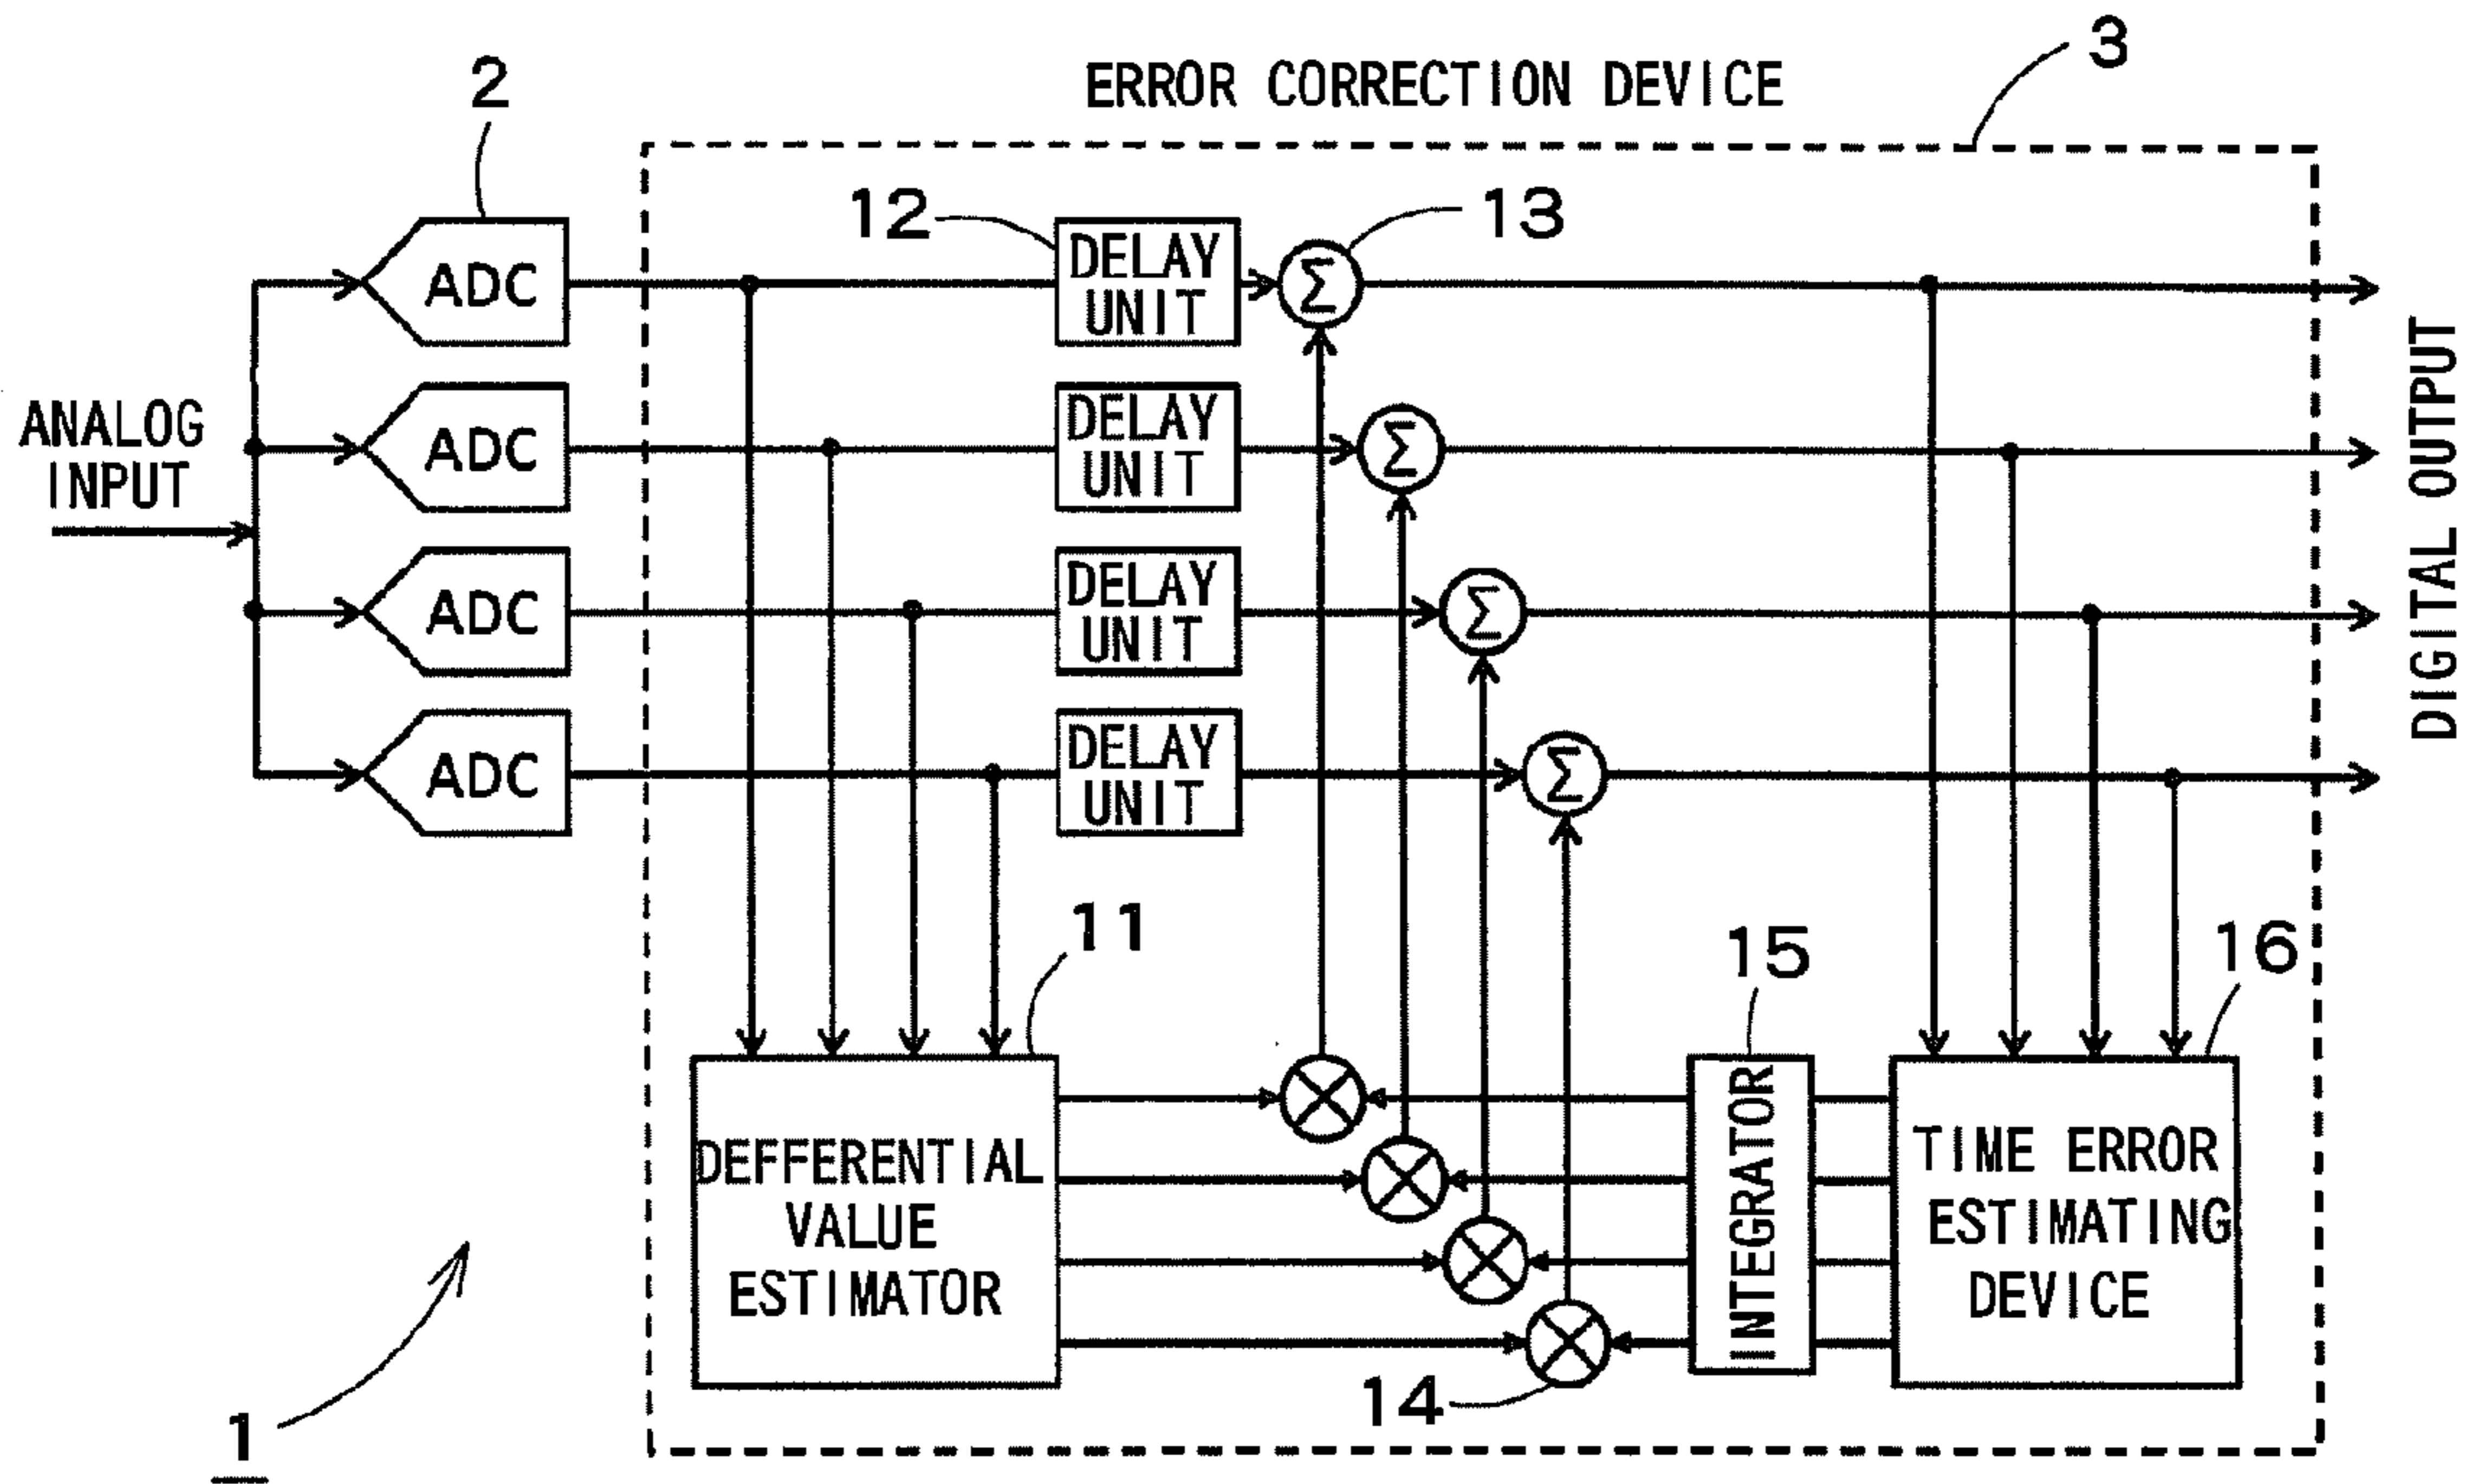 3
ERROR CORRECTION DEVICE
2
12
13
DELAY
UNIT
ADC
DELAY
UNIT
ADC
ANALOG
INPUT
DELAY
UNIT
ADC
DELAY
UNIT
ADC
DIGITAL OUTPUT
11
15
16
DEFFERENTIAL
VALUE
ESTIMATOR
INTEGRATOR
TIME ERROR
ESTIMATING
DEVICE
14
1
Σ
Σ
Σ
Σ